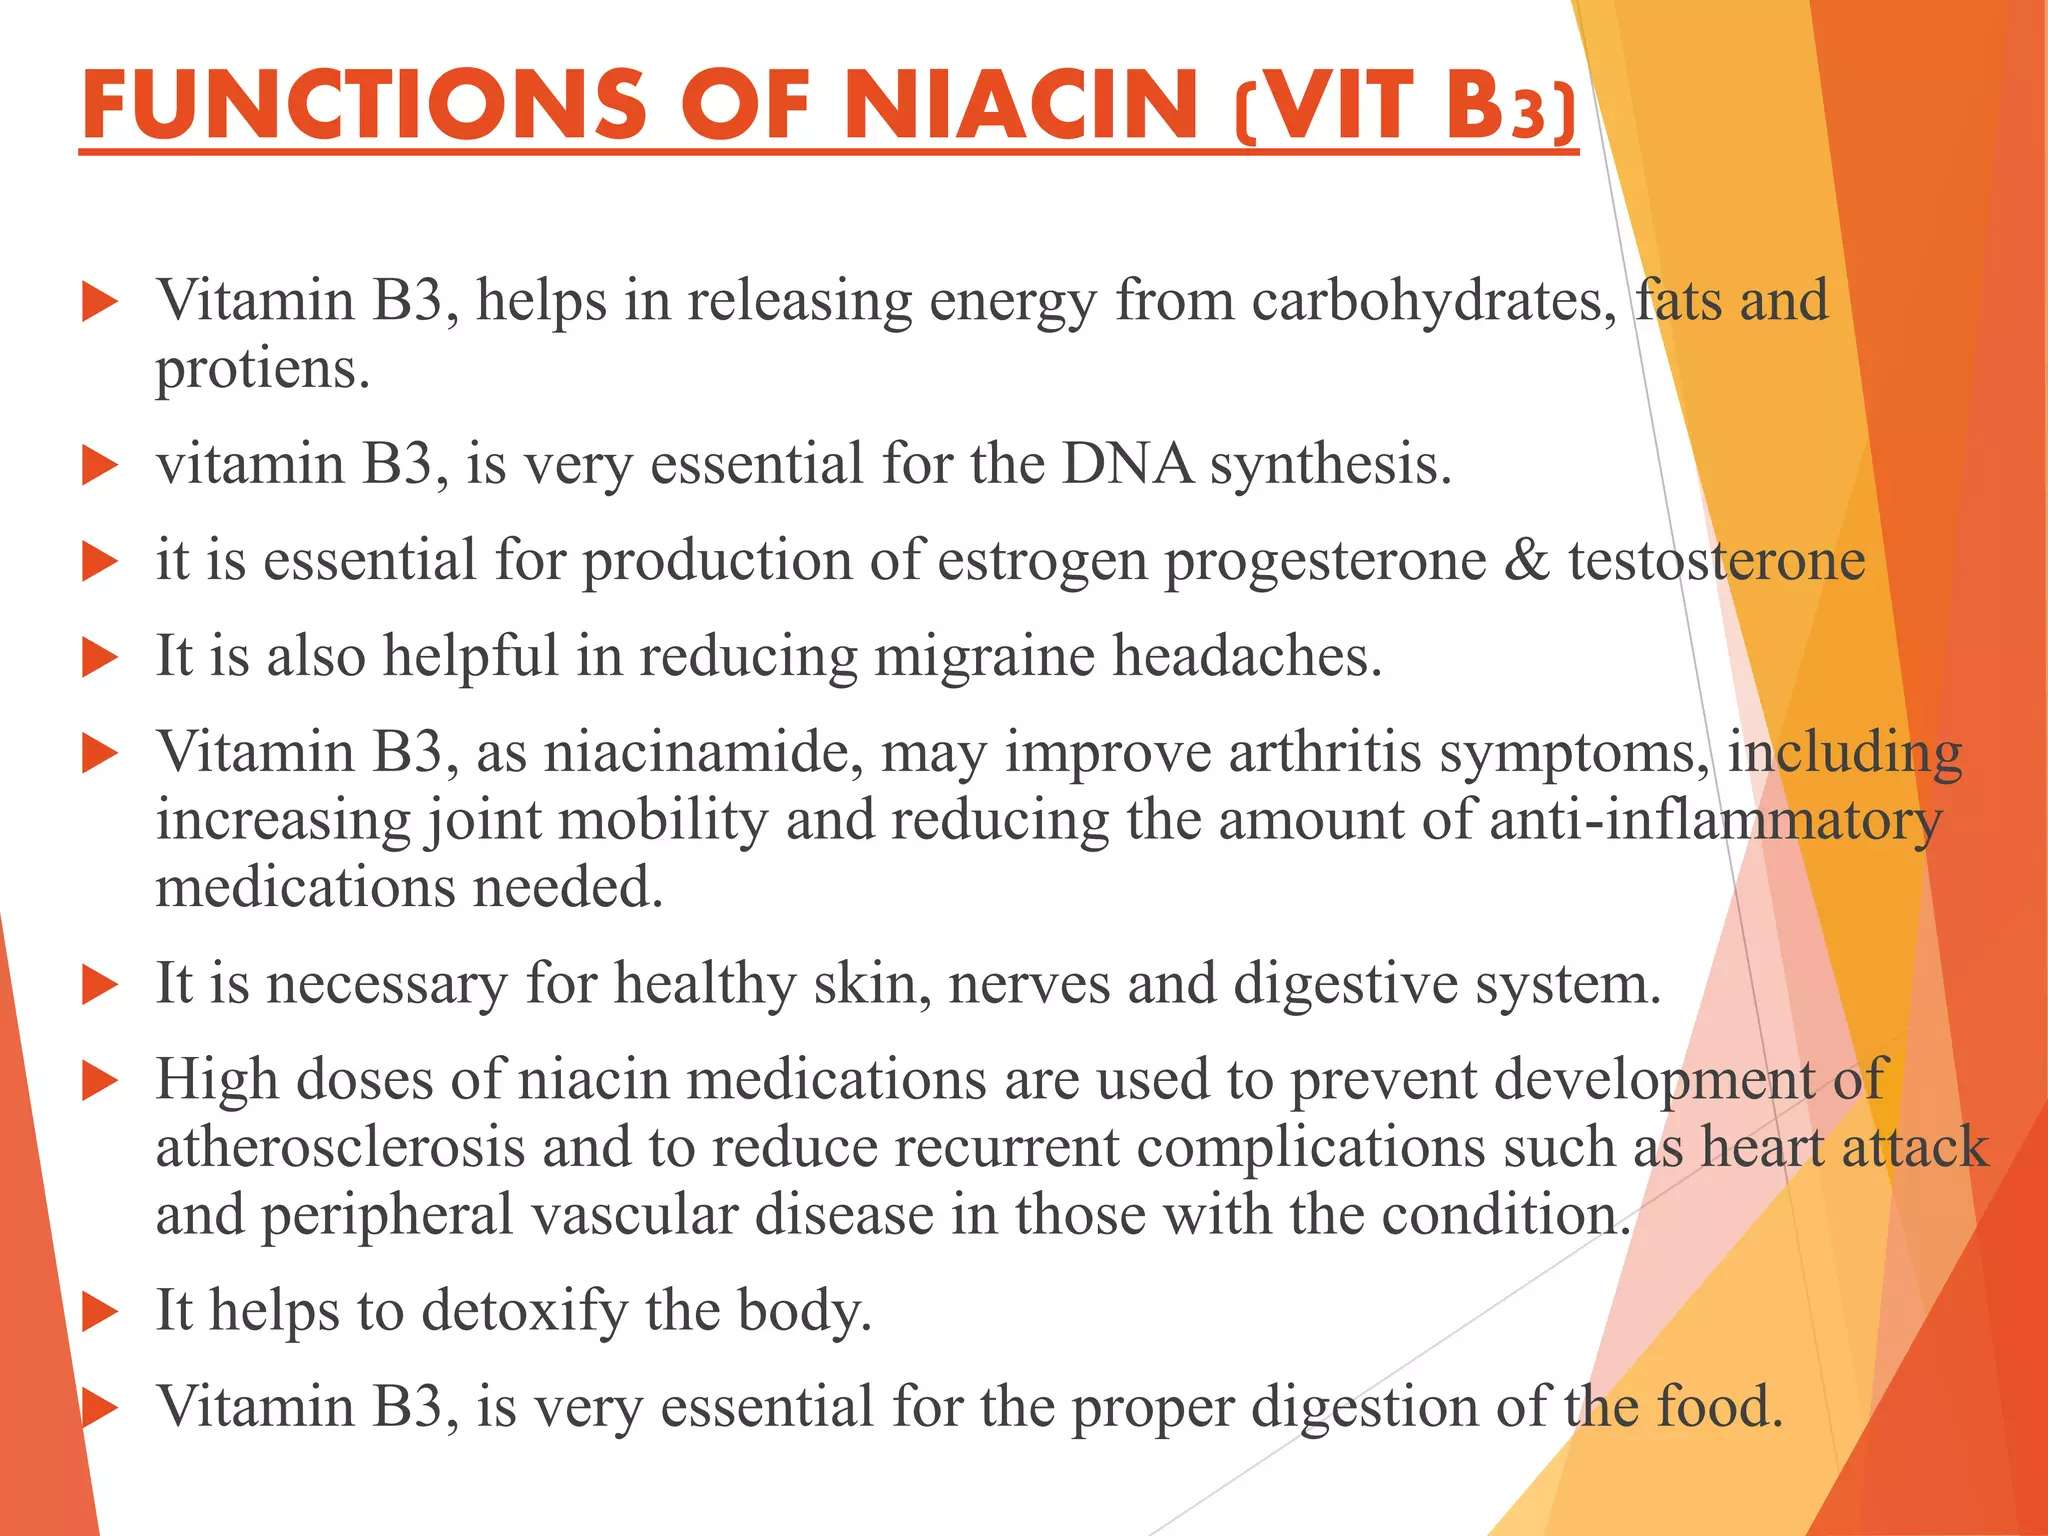 FUNCTIONS OF NIACIN (VIT B3)
Vitamin B3, helps in releasing energy from carbohydrates, fats and
protiens.
vitamin B3, is very essential for the DNA synthesis.
it is essential for production of estrogen progesterone & testosterone
It is also helpful in reducing migraine headaches.
Vitamin B3, as niacinamide, may improve arthritis symptoms, including
increasing joint mobility and reducing the amount of anti-inflammatory
medications needed.
It is necessary for healthy skin, nerves and digestive system.
High doses of niacin medications are used to prevent development of
atherosclerosis and to reduce recurrent complications such as heart attack
and peripheral vascular disease in those with the condition.
It helps to detoxify the body.
Vitamin B3, is very essential for the proper digestion of the food.